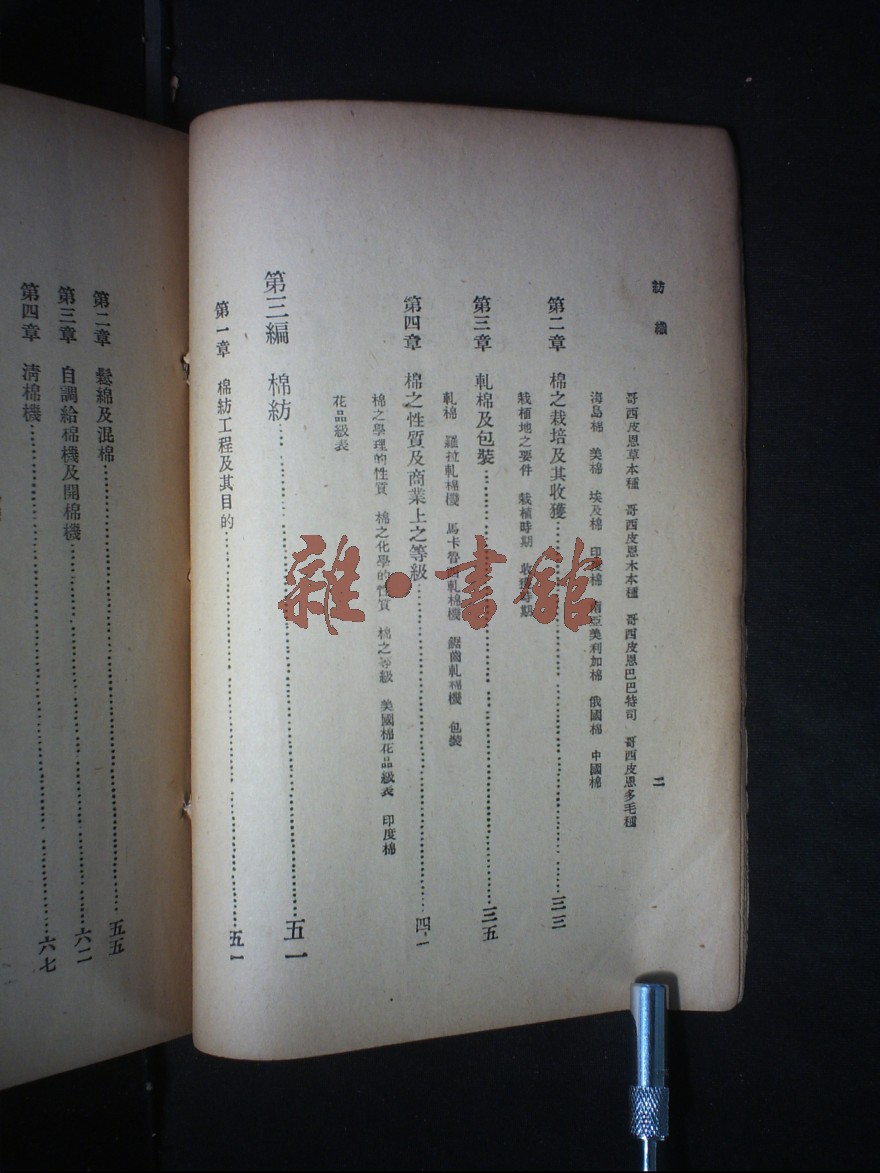 紡織
二
哥西皮恩草本種 哥西皮恩木本種 哥西皮恩巴巴特司 哥西皮恩多毛種
海島棉 美棉 埃及棉 印度棉 南亞美利加棉 俄國棉 中國棉
第二章 棉之栽培及其收獲……三三
栽植地之要件 栽植時期 收獲時期
第三章 軋棉及包裝……三五
軋棉 羅拉軋棉機 馬卡魯西軋棉機 鋸齒軋棉機 包裝
第四章 棉之性質及商業上之等級……四一
棉之學理的性質 棉之化學的性質 棉之等級 美國棉花品級表 印度棉
花品級表
第三編 棉紡……五一
第一章 棉紡工程及其目的……五一
第二章 鬆綿及混棉……五五
第三章 自調給棉機及開棉機……六二
第四章 清棉機……六七
雜·書館